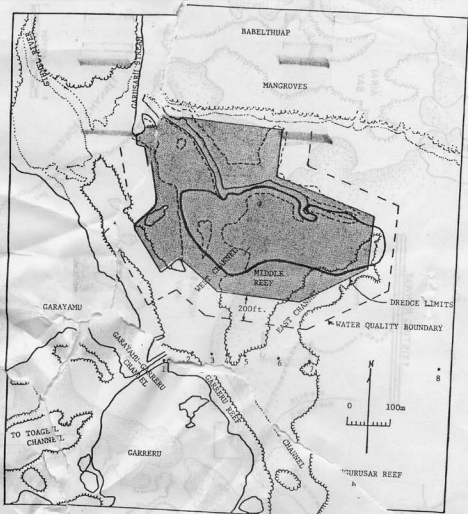 BABELTHUAP
MANGROVES
WEST CHANNEL
MIDDLE
REEF
200ft.
EAST
DREDGE LIMITS
WATER QUALITY BOUNDARY
GARAYAMU
GARAYAMU-GARRERU
CHANNEL
1
2
3
4
5
6
7
8
GARRERU REEF
N
0 100m
TO TOAGEL
CHANNEL
GARRERU
CHANNEL
NGURUSAR REEF